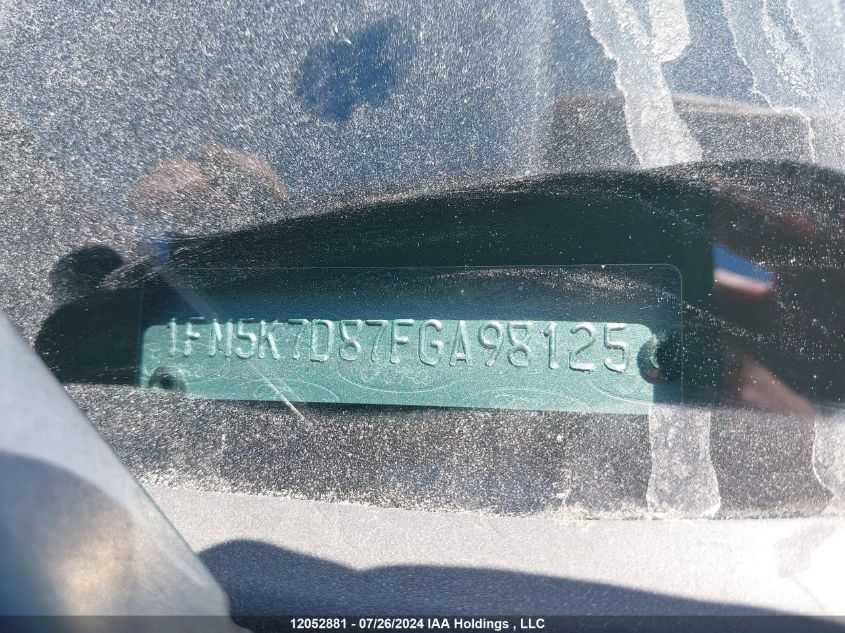 1FM5K7D87FGA98125
12052881 - 07/26/2024 IAA Holdings , LLC